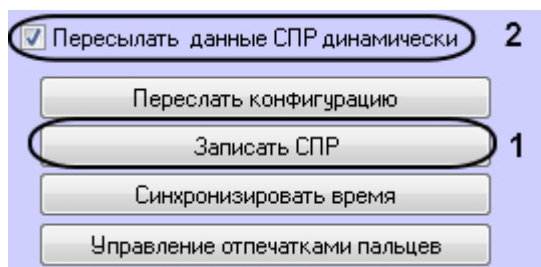 Пересылать данные СПР динамически 2
Переслать конфигурацию
Записать СПР 1
Синхронизировать время
Управление отпечатками пальцев